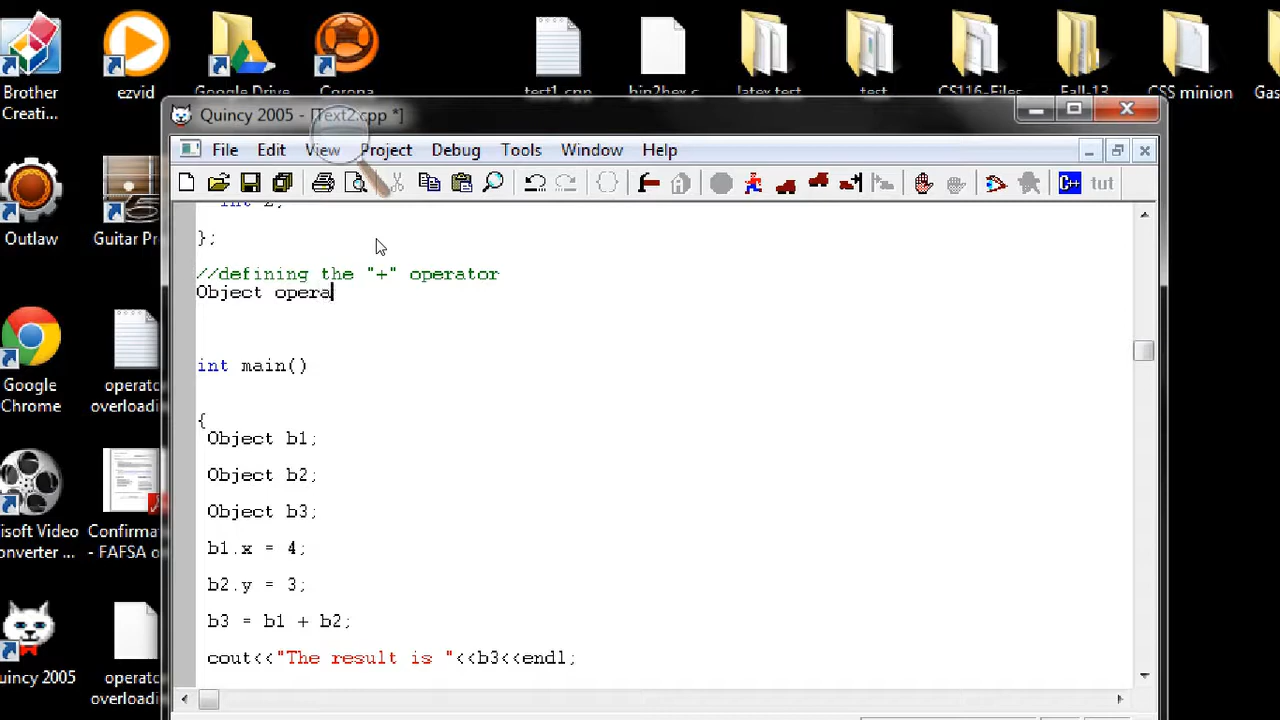 Brother
Creati...
ezvid
Google Drive
Corona
test1.cpp
bin2hex.c
latex test
test
CS116-Files
Fall-13
CSS minion
Gas
Quincy 2005 - [Text2.cpp *]
File Edit View Project Debug Tools Window Help
C++ tut
int z;
};
//defining the "+" operator
Object opera
int main()
{
Object b1;
Object b2;
Object b3;
b1.x = 4;
b2.y = 3;
b3 = b1 + b2;
cout<<"The result is "<<b3<<endl;
Outlaw
Guitar Pr
Google
Chrome
operato
overloadi
isoft Video
onverter ...
Confirmat
- FAFSA o
uincy 2005
operato
overloadi